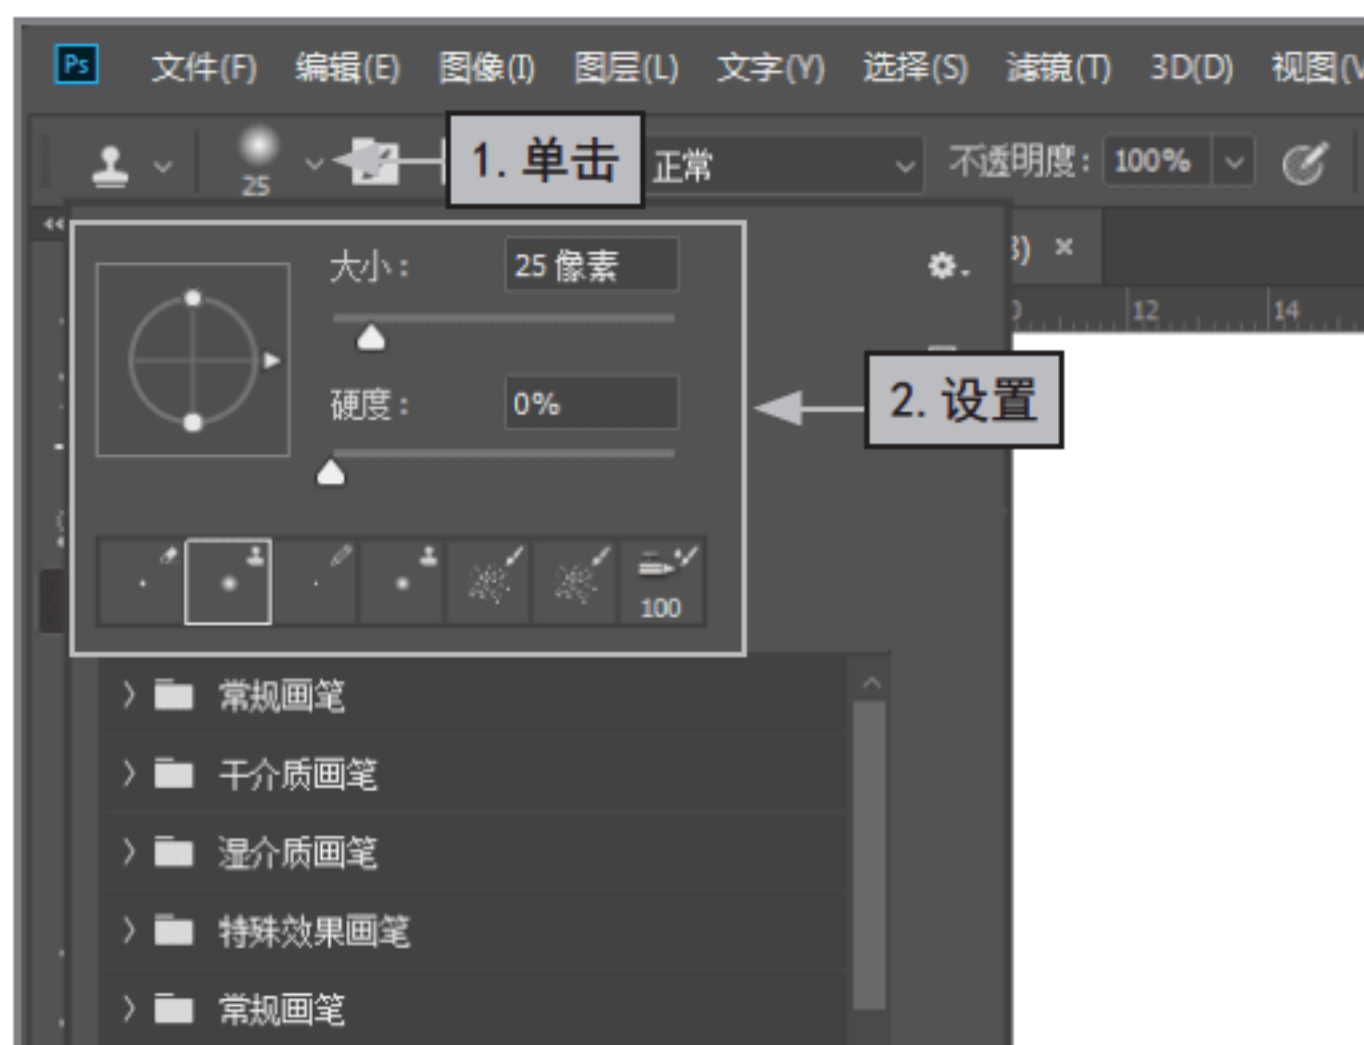 Ps 文件(F) 编辑(E) 图像(I) 图层(L) 文字(Y) 选择(S) 滤镜(T) 3D(D) 视图(V
25 1. 单击 正常 不透明度: 100%
大小: 25 像素 3) ×
12 14
硬度: 0% 2. 设置
100
常规画笔
干介质画笔
湿介质画笔
特殊效果画笔
常规画笔